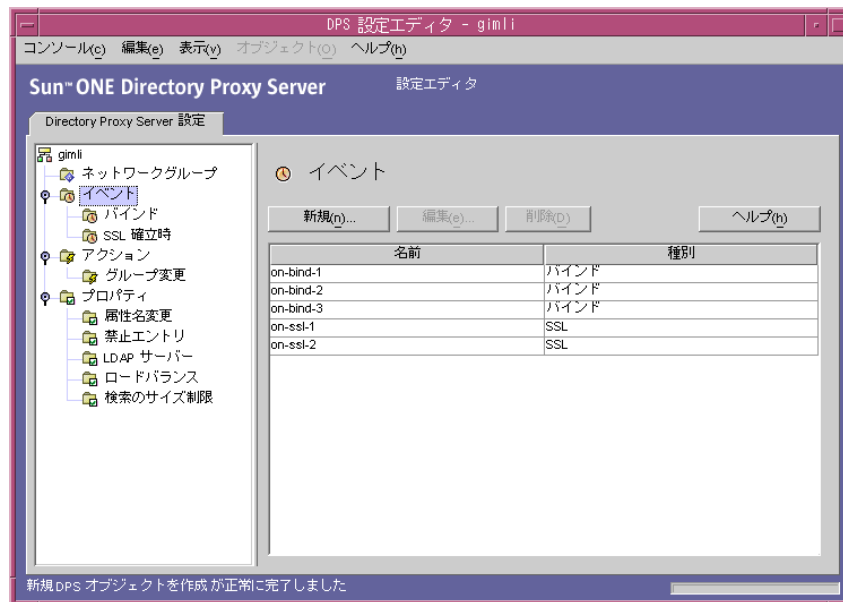 DPS 設定エディタ - gimli
コンソール(c) 編集(e) 表示(v) オブジェクト(O) ヘルプ(h)
Sun™ ONE Directory Proxy Server 設定エディタ
Directory Proxy Server 設定
gimli
ネットワークグループ
イベント
バインド
SSL 確立時
アクション
グループ変更
プロパティ
属性名変更
禁止エントリ
LDAP サーバー
ロードバランス
検索のサイズ制限
イベント
新規(n)... 編集(e)... 削除(D) ヘルプ(h)
名前 種別
on-bind-1 バインド
on-bind-2 バインド
on-bind-3 バインド
on-ssl-1 SSL
on-ssl-2 SSL
新規DPS オブジェクトを作成 が正常に完了しました